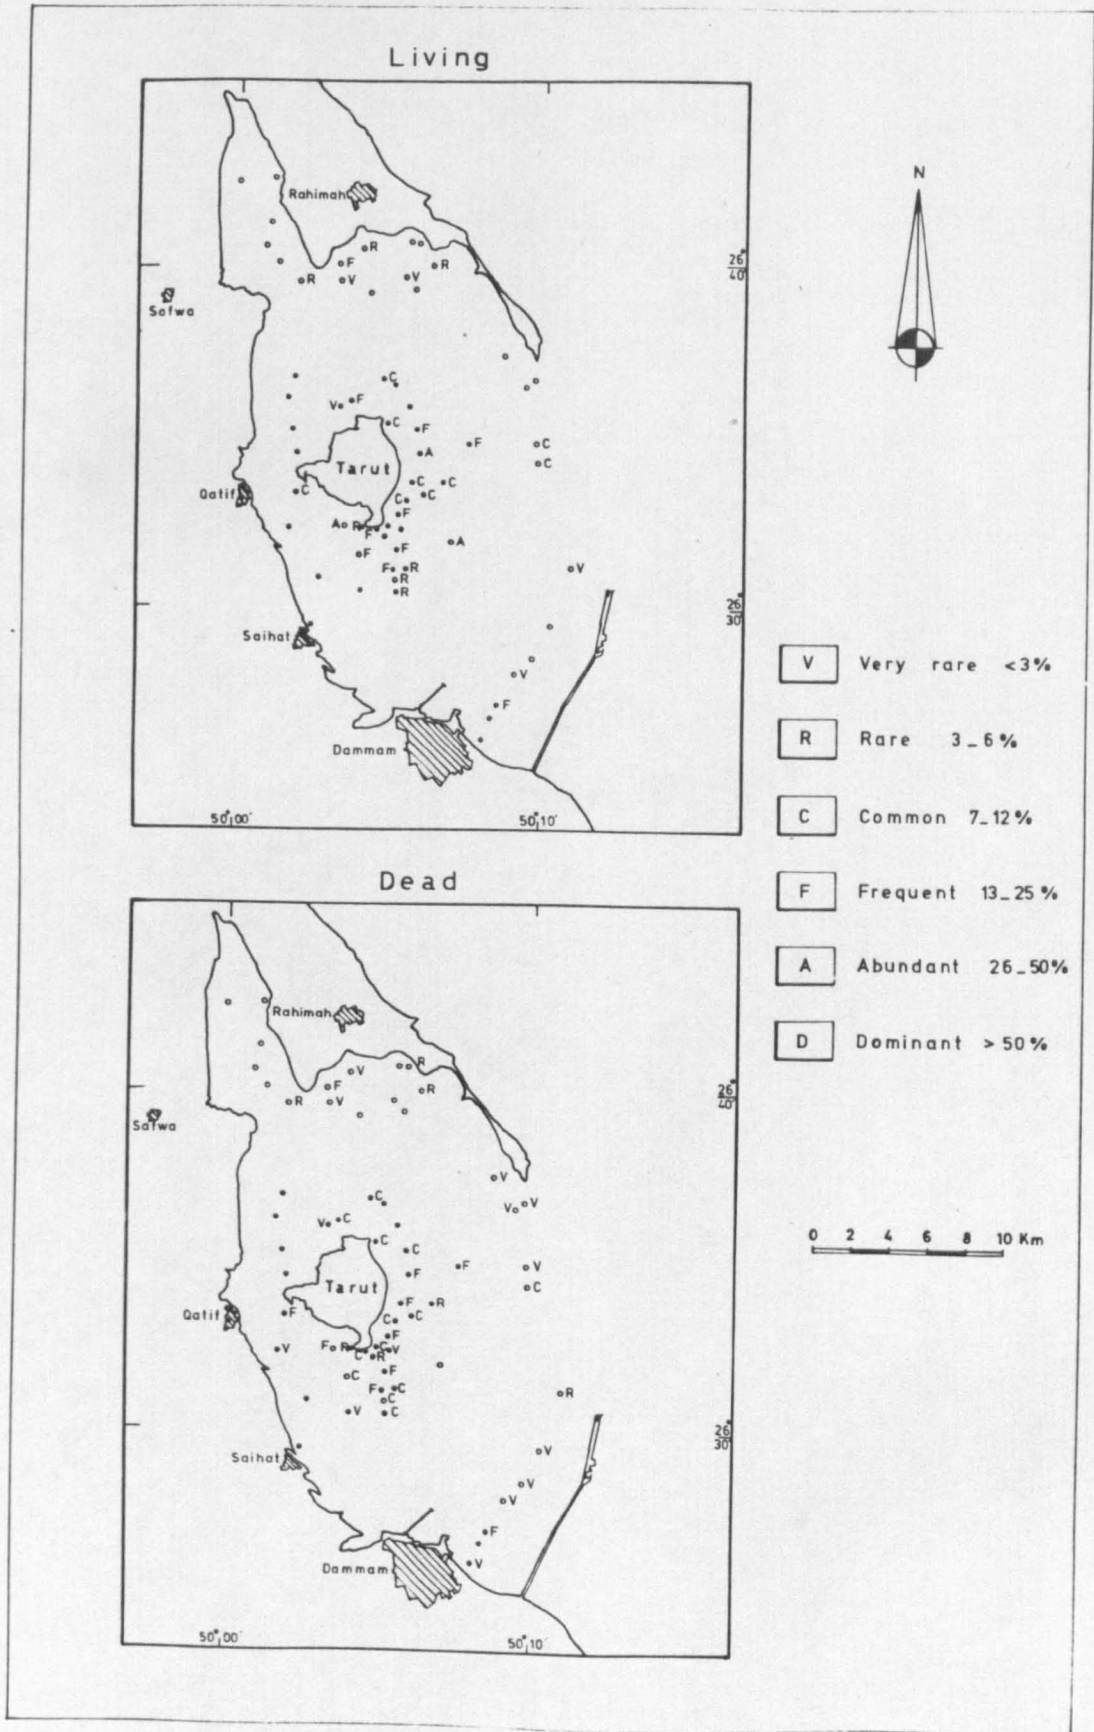 Living
N
Rahimah
R
F
R
R
V
V
26°
40'
Safwa
C
V
F
C
F
F
C
A
C
Tarut
Qatif
C
C
C
C
C
F
A
R
F
A
F
F
F
R
V
R
R
26°
30'
Saihat
V
F
Dammam
50°00'
50°10'
V Very rare <3%
R Rare 3_6%
C Common 7_12%
F Frequent 13_25%
A Abundant 26_50%
D Dominant >50%
Dead
Rahimah
V
R
F
R
R
V
26°
40'
Safwa
V
V
V
C
V
C
C
C
F
F
V
C
Tarut
Qatif
F
F
R
C
C
F
V
F
R
C
C
R
V
C
F
F
C
C
R
V
C
26°
30'
Saihat
V
V
V
F
V
Dammam
50°00'
50°10'
0 2 4 6 8 10 Km